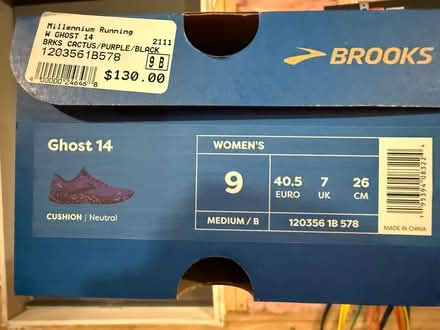 Millennium Running
W GHOST 14
2111
BRKS CACTUS/PURPLE/BLACK
1203561B578
9 B
$130.00
BROOKS
Ghost 14
CUSHION | Neutral
WOMEN'S
9
40.5 EURO
7 UK
26 CM
MEDIUM / B
120356 1B 578
MADE IN CHINA